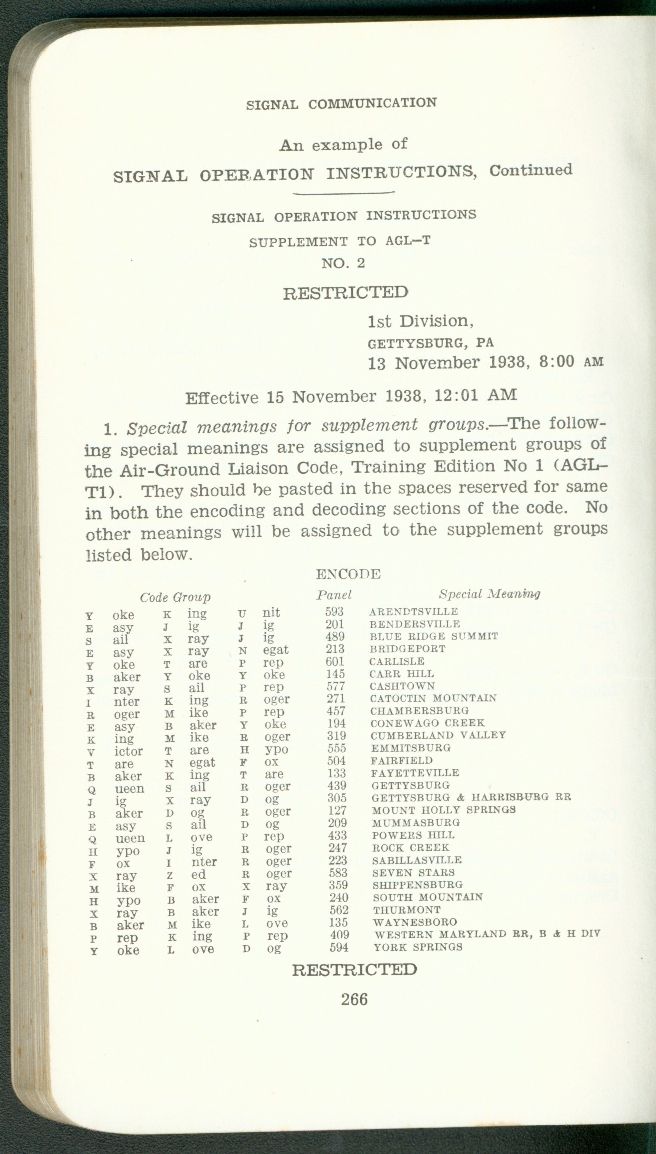 SIGNAL COMMUNICATION
An example of
SIGNAL OPERATION INSTRUCTIONS, Continued
SIGNAL OPERATION INSTRUCTIONS
SUPPLEMENT TO AGL—T
NO. 2
RESTRICTED
1st Division,
GETTYSBURG, PA
13 November 1938, 8:00 AM
Effective 15 November 1938, 12:01 AM
1. Special meanings for supplement groups.—The follow-
ing special meanings are assigned to supplement groups of
the Air-Ground Liaison Code, Training Edition No 1 (AGL—
T1). They should be pasted in the spaces reserved for same
in both the encoding and decoding sections of the code. No
other meanings will be assigned to the supplement groups
listed below.
ENCODE
Code Group Panel Special Meaning
Y oke K ing U nit 593 ARENDTSVILLE
E asy J ig J ig 201 BENDERSVILLE
S ail X ray J ig 489 BLUE RIDGE SUMMIT
E asy X ray N egat 213 BRIDGEPORT
Y oke T are P rep 601 CARLISLE
B aker Y oke Y oke 145 CARR HILL
X ray S ail P rep 577 CASHTOWN
I nter K ing R oger 271 CATOCTIN MOUNTAIN
R oger M ike P rep 457 CHAMBERSBURG
E asy B aker Y oke 194 CONEWAGO CREEK
K ing M ike R oger 319 CUMBERLAND VALLEY
V ictor T are H ypo 555 EMMITSBURG
T are N egat F ox 504 FAIRFIELD
B aker K ing T are 133 FAYETTEVILLE
Q ueen S ail R oger 439 GETTYSBURG
J ig X ray D og 305 GETTYSBURG & HARRISBURG RR
B aker D og R oger 127 MOUNT HOLLY SPRINGS
E asy S ail D og 209 MUMMASBURG
Q ueen L ove P rep 433 POWERS HILL
H ypo J ig R oger 247 ROCK CREEK
F ox I nter R oger 223 SABILLASVILLE
X ray Z ed R oger 583 SEVEN STARS
M ike F ox X ray 359 SHIPPENSBURG
H ypo B aker F ox 240 SOUTH MOUNTAIN
X ray B aker J ig 562 THURMONT
B aker M ike L ove 135 WAYNESBORO
P rep K ing P rep 409 WESTERN MARYLAND RR, B & H DIV
Y oke L ove D og 594 YORK SPRINGS
RESTRICTED
266